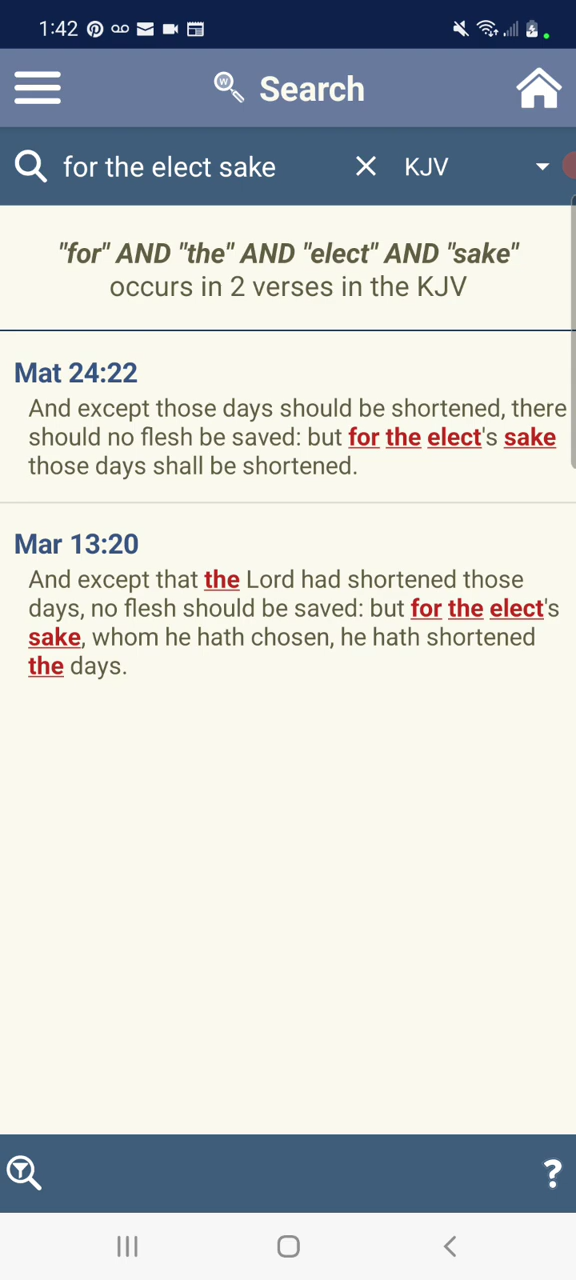 1:42
Search
for the elect sake
KJV
"for" AND "the" AND "elect" AND "sake"
occurs in 2 verses in the KJV
Mat 24:22
And except those days should be shortened, there
should no flesh be saved: but for the elect's sake
those days shall be shortened.
Mar 13:20
And except that the Lord had shortened those
days, no flesh should be saved: but for the elect's
sake, whom he hath chosen, he hath shortened
the days.
?